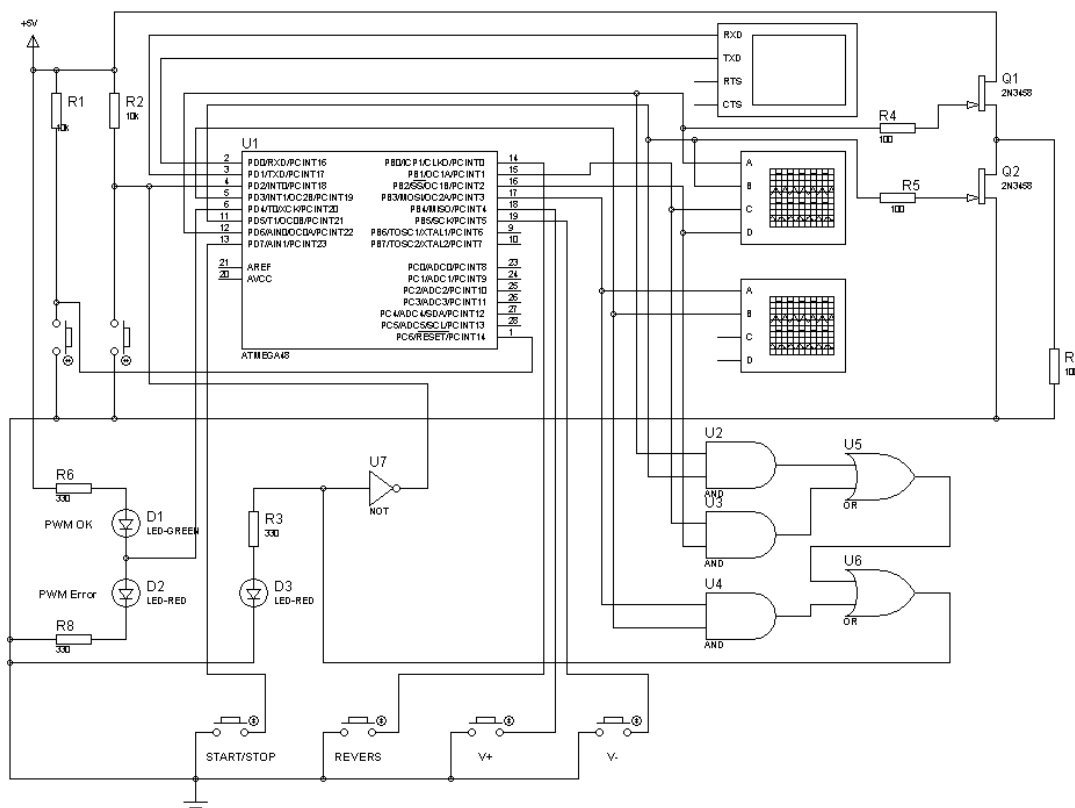 +5V
R1
10k
R2
10k
U1
2 PD0/RXD/PCINT16
3 PD1/TXD/PCINT17
4 PD2/INT0/PCINT18
5 PD3/INT1/OC2B/PCINT19
6 PD4/T0/XCK/PCINT20
11 PD5/T1/OC0B/PCINT21
12 PD6/AIN0/OC0A/PCINT22
13 PD7/AIN1/PCINT23
21 AREF
20 AVCC
PB0/ICP1/CLKO/PCINT0 14
PB1/OC1A/PCINT1 15
PB2/SS/OC1B/PCINT2 16
PB3/MOSI/OC2A/PCINT3 17
PB4/MISO/PCINT4 18
PB5/SCK/PCINT5 19
PB6/TOSC1/XTAL1/PCINT6 9
PB7/TOSC2/XTAL2/PCINT7 10
PC0/ADC0/PCINT8 23
PC1/ADC1/PCINT9 24
PC2/ADC2/PCINT10 25
PC3/ADC3/PCINT11 26
PC4/ADC4/SDA/PCINT12 27
PC5/ADC5/SCL/PCINT13 28
PC6/RESET/PCINT14 1
ATMEGA48
RXD
TXD
RTS
CTS
R4
100
Q1
2N3458
R5
100
Q2
2N3458
A
B
C
D
A
B
C
D
R
U2
AND
U3
AND
U4
AND
U5
OR
U6
OR
U7
NOT
R6
330
PWM OK
D1
LED-GREEN
PWM Error
D2
LED-RED
R8
330
R3
330
D3
LED-RED
START/STOP
REVERS
V+
V-